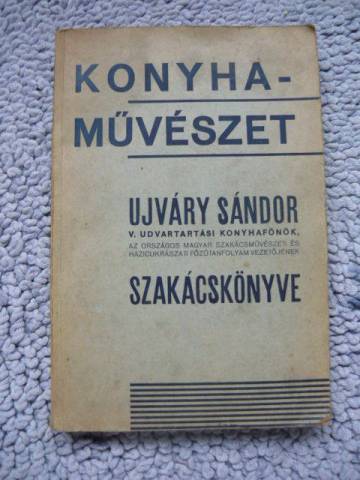 KONYHA-
MŰVÉSZET
UJVÁRY SÁNDOR
V. UDVARTARTÁSI KONYHAFŐNÖK,
AZ ORSZÁGOS MAGYAR SZAKÁCSMŰVÉSZETI ÉS
HÁZICUKRÁSZATI FŐZŐTANFOLYAM VEZETŐJÉNEK
SZAKÁCSKÖNYVE